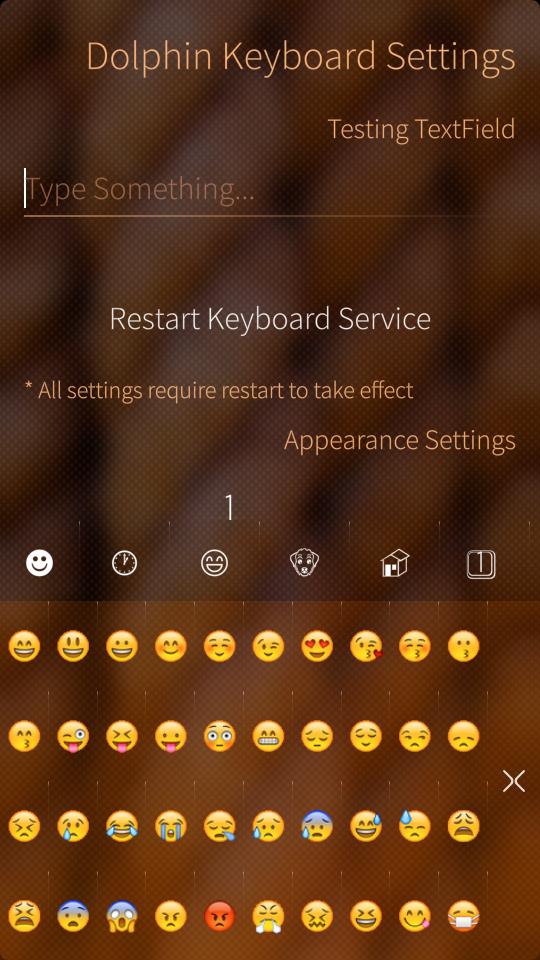 Dolphin Keyboard Settings
Testing TextField
Type Something...
Restart Keyboard Service
* All settings require restart to take effect
Appearance Settings
1
1